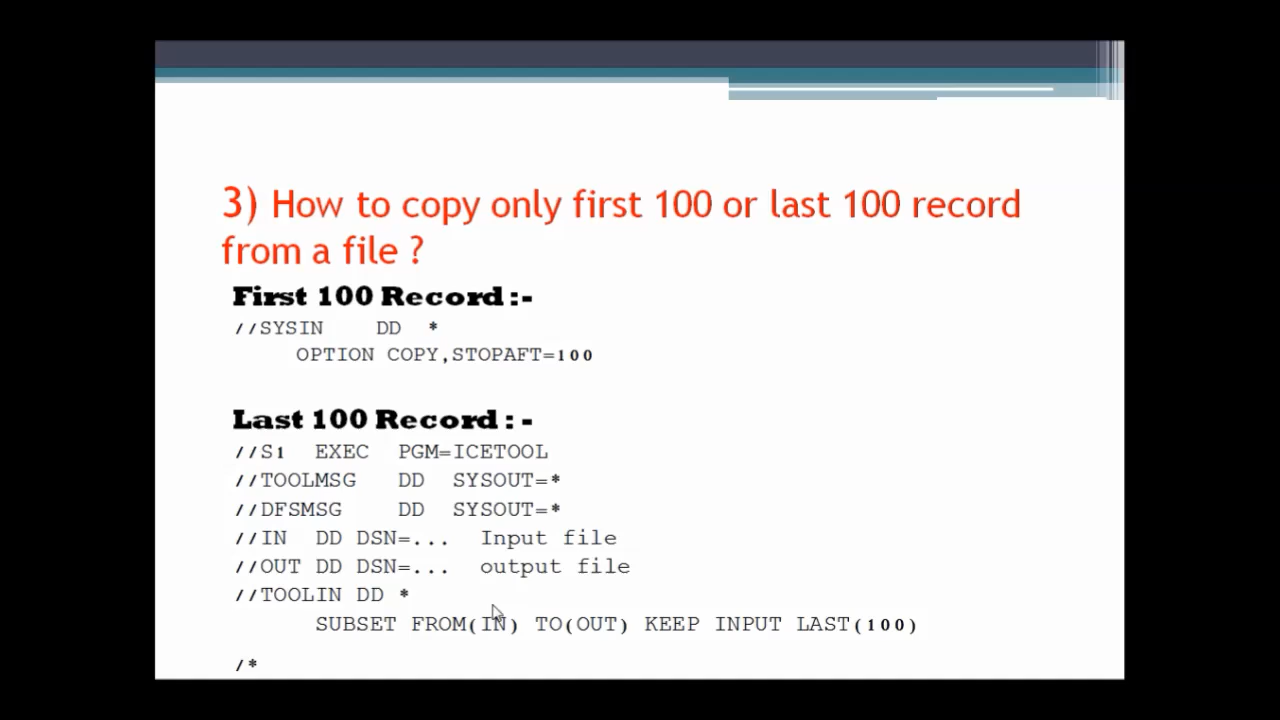 3) How to copy only first 100 or last 100 record
from a file ?
First 100 Record :-
//SYSIN DD *
OPTION COPY,STOPAFT=100
Last 100 Record : -
//S1 EXEC PGM=ICETOOL
//TOOLMSG DD SYSOUT=*
//DFSMSG DD SYSOUT=*
//IN DD DSN=... Input file
//OUT DD DSN=... output file
//TOOLIN DD *
SUBSET FROM(IN) TO(OUT) KEEP INPUT LAST(100)
/*